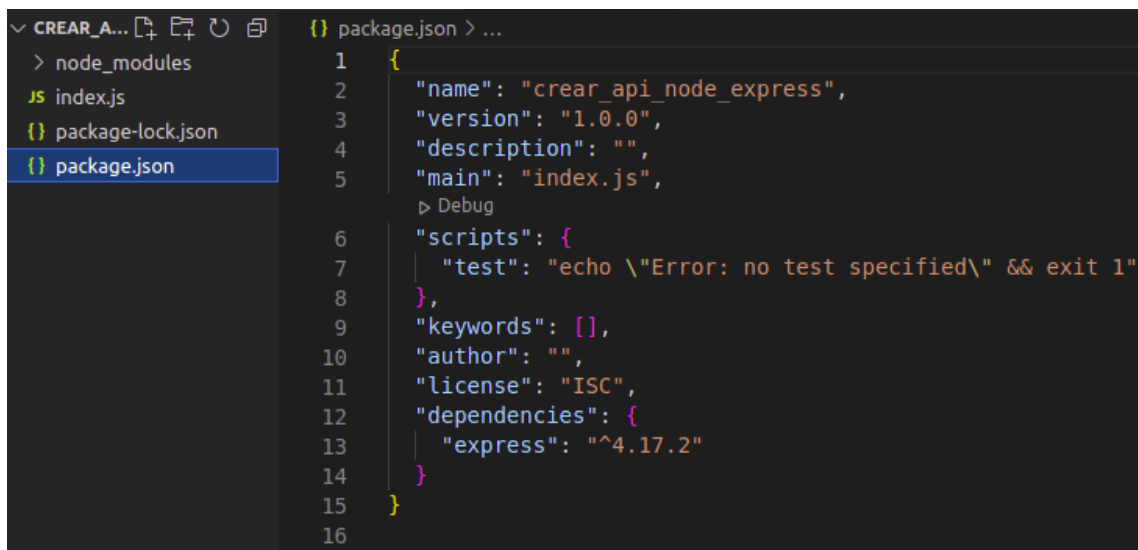 CREAR_A...
node_modules
JS index.js
{} package-lock.json
{} package.json
{} package.json > ...
1 {
2 "name": "crear_api_node_express",
3 "version": "1.0.0",
4 "description": "",
5 "main": "index.js",
Debug
6 "scripts": {
7 "test": "echo \"Error: no test specified\" && exit 1"
8 },
9 "keywords": [],
10 "author": "",
11 "license": "ISC",
12 "dependencies": {
13 "express": "^4.17.2"
14 }
15 }
16